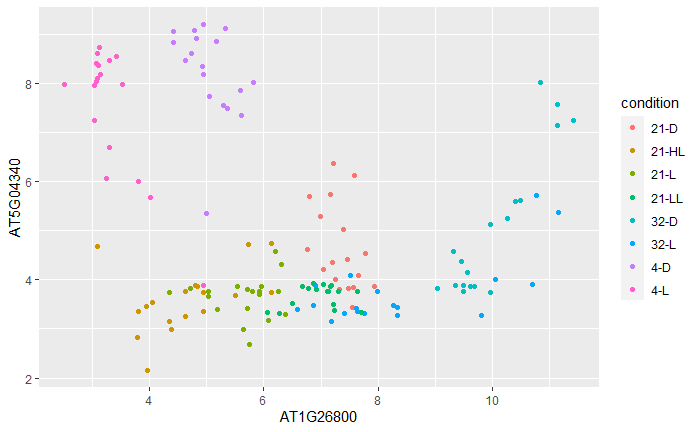 8
6
4
2
4
6
8
10
AT1G26800
AT5G04340
condition
21-D
21-HL
21-L
21-LL
32-D
32-L
4-D
4-L